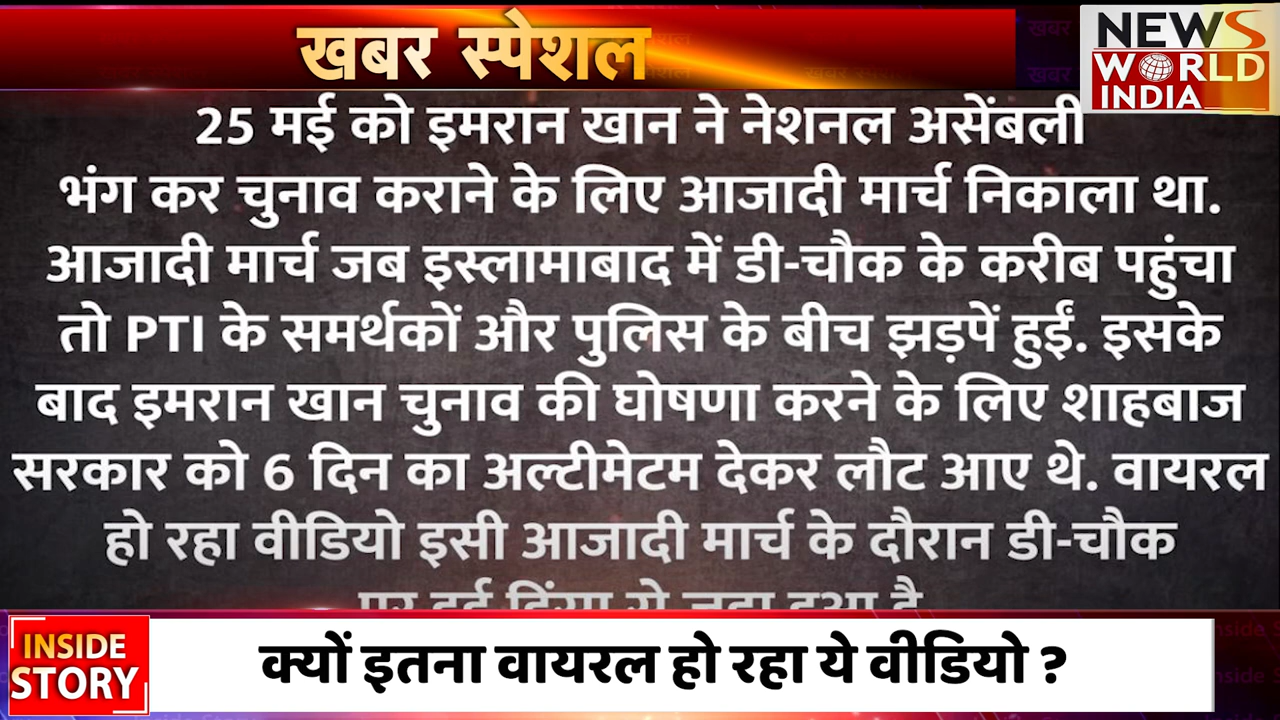 खबर स्पेशल
NEWS
WORLD
INDIA
25 मई को इमरान खान ने नेशनल असेंबली
भंग कर चुनाव कराने के लिए आजादी मार्च निकाला था.
आजादी मार्च जब इस्लामाबाद में डी-चौक के करीब पहुंचा
तो PTI के समर्थकों और पुलिस के बीच झड़पें हुईं. इसके
बाद इमरान खान चुनाव की घोषणा करने के लिए शाहबाज
सरकार को 6 दिन का अल्टीमेटम देकर लौट आए थे. वायरल
हो रहा वीडियो इसी आजादी मार्च के दौरान डी-चौक
INSIDE
STORY
क्यों इतना वायरल हो रहा ये वीडियो ?